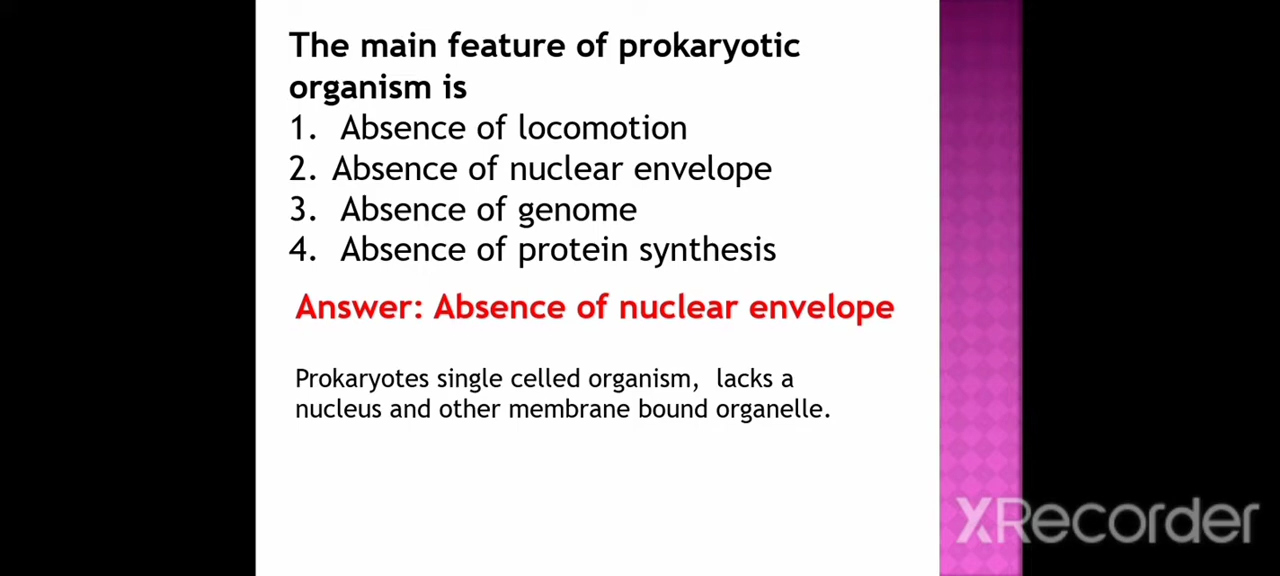 The main feature of prokaryotic
organism is
1. Absence of locomotion
2. Absence of nuclear envelope
3. Absence of genome
4. Absence of protein synthesis
Answer: Absence of nuclear envelope
Prokaryotes single celled organism, lacks a
nucleus and other membrane bound organelle.
XRecorder